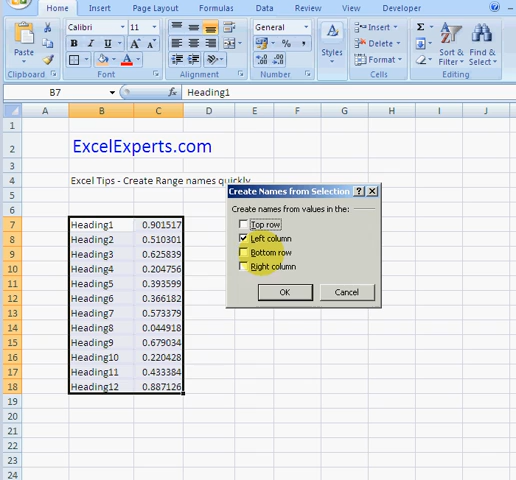 Home Insert Page Layout Formulas Data Review View Developer
Calibri 11 General Insert
Paste B I U % , Styles Delete Sort & Find &
Format Filter Select
Clipboard Font Alignment Number Cells Editing
B7 fx Heading1
A B C D E F G H I J
1
2 ExcelExperts.com
3
4 Excel Tips - Create Range names quickly
5
6
7 Heading1 0.901517
8 Heading2 0.510301
9 Heading3 0.625839
10 Heading4 0.204756
11 Heading5 0.393599
12 Heading6 0.366182
13 Heading7 0.573379
14 Heading8 0.044918
15 Heading9 0.679034
16 Heading10 0.220428
17 Heading11 0.433384
18 Heading12 0.887126
19
20
21
22
23
24
Create Names from Selection ? X
Create names from values in the:
Top row
Left column
Bottom row
Right column
OK Cancel